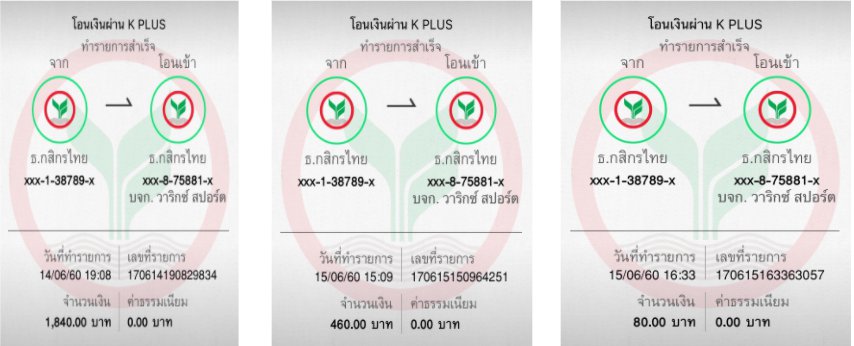 โอนเงินผ่าน K PLUS
ทำรายการสำเร็จ
จาก โอนเข้า
ธ.กสิกรไทย ธ.กสิกรไทย
xxx-1-38789-x xxx-8-75881-x
บจก. วาริกซ์ สปอร์ต
วันที่ทำรายการ เลขที่รายการ
14/06/60 19:08 170614190829834
จำนวนเงิน ค่าธรรมเนียม
1,840.00 บาท 0.00 บาท
โอนเงินผ่าน K PLUS
ทำรายการสำเร็จ
จาก โอนเข้า
ธ.กสิกรไทย ธ.กสิกรไทย
xxx-1-38789-x xxx-8-75881-x
บจก. วาริกซ์ สปอร์ต
วันที่ทำรายการ เลขที่รายการ
15/06/60 15:09 170615150964251
จำนวนเงิน ค่าธรรมเนียม
460.00 บาท 0.00 บาท
โอนเงินผ่าน K PLUS
ทำรายการสำเร็จ
จาก โอนเข้า
ธ.กสิกรไทย ธ.กสิกรไทย
xxx-1-38789-x xxx-8-75881-x
บจก. วาริกซ์ สปอร์ต
วันที่ทำรายการ เลขที่รายการ
15/06/60 16:33 170615163363057
จำนวนเงิน ค่าธรรมเนียม
80.00 บาท 0.00 บาท